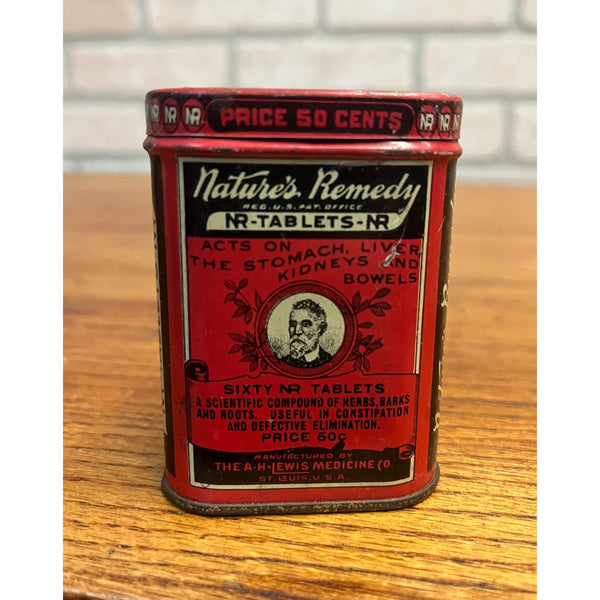 NR NR NR PRICE 50 CENTS NR NR NR
Nature's Remedy
REG. U.S. PAT. OFFICE
NR-TABLETS-NR
ACTS ON STOMACH, LIVER,
THE KIDNEYS AND
BOWELS
SIXTY NR TABLETS
A SCIENTIFIC COMPOUND OF HERBS, BARKS
AND ROOTS. USEFUL IN CONSTIPATION
AND DEFECTIVE ELIMINATION.
PRICE 50¢
MANUFACTURED BY
THE A·H·LEWIS MEDICINE CO.
ST LOUIS, U.S.A.